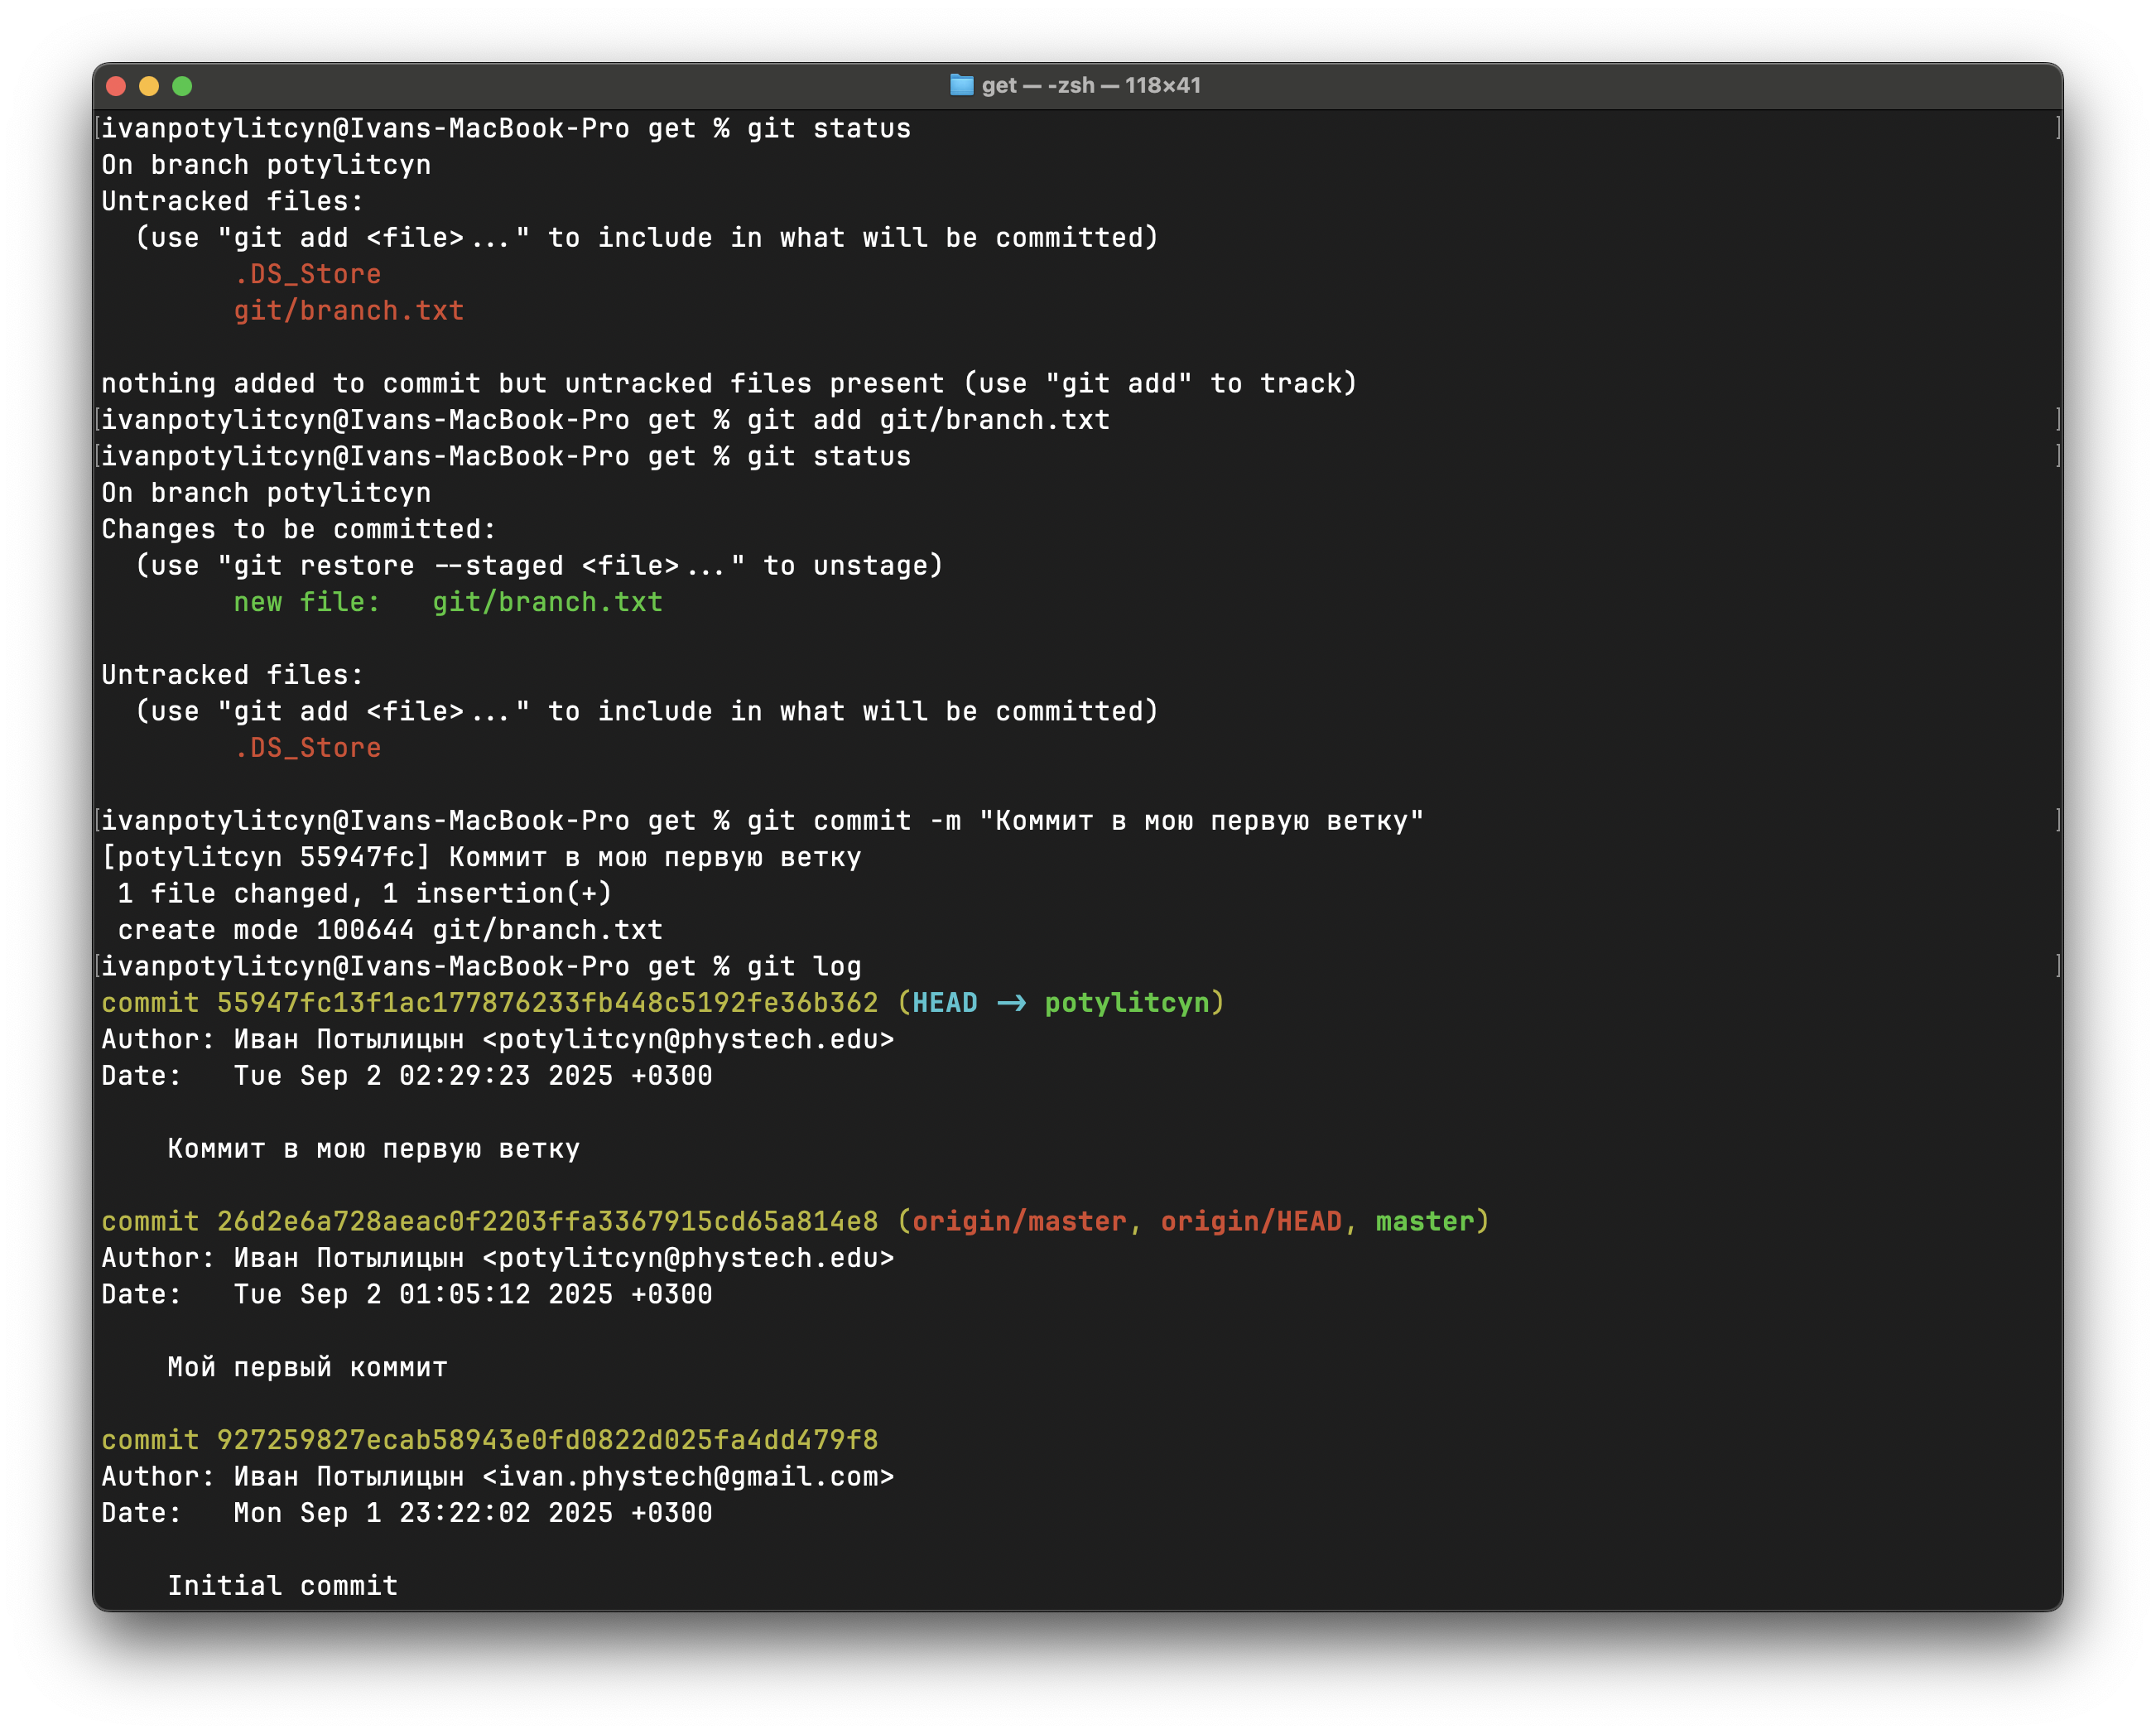 get — -zsh — 118×41
ivanpotylitcyn@Ivans-MacBook-Pro get % git status
On branch potylitcyn
Untracked files:
  (use "git add <file>..." to include in what will be committed)
        .DS_Store
        git/branch.txt

nothing added to commit but untracked files present (use "git add" to track)
ivanpotylitcyn@Ivans-MacBook-Pro get % git add git/branch.txt
ivanpotylitcyn@Ivans-MacBook-Pro get % git status
On branch potylitcyn
Changes to be committed:
  (use "git restore --staged <file>..." to unstage)
        new file:   git/branch.txt

Untracked files:
  (use "git add <file>..." to include in what will be committed)
        .DS_Store

ivanpotylitcyn@Ivans-MacBook-Pro get % git commit -m "Коммит в мою первую ветку"
[potylitcyn 55947fc] Коммит в мою первую ветку
 1 file changed, 1 insertion(+)
 create mode 100644 git/branch.txt
ivanpotylitcyn@Ivans-MacBook-Pro get % git log
commit 55947fc13f1ac177876233fb448c5192fe36b362 (HEAD -> potylitcyn)
Author: Иван Потылицын <potylitcyn@phystech.edu>
Date:   Tue Sep 2 02:29:23 2025 +0300

    Коммит в мою первую ветку

commit 26d2e6a728aeac0f2203ffa3367915cd65a814e8 (origin/master, origin/HEAD, master)
Author: Иван Потылицын <potylitcyn@phystech.edu>
Date:   Tue Sep 2 01:05:12 2025 +0300

    Мой первый коммит

commit 927259827ecab58943e0fd0822d025fa4dd479f8
Author: Иван Потылицын <ivan.phystech@gmail.com>
Date:   Mon Sep 1 23:22:02 2025 +0300

    Initial commit